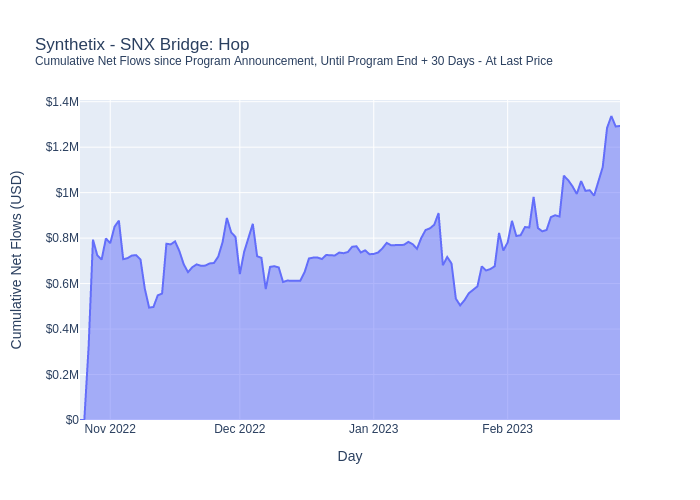 Synthetix - SNX Bridge: Hop
Cumulative Net Flows since Program Announcement, Until Program End + 30 Days - At Last Price
$1.4M
$1.2M
$1M
$0.8M
$0.6M
$0.4M
$0.2M
$0
Cumulative Net Flows (USD)
Nov 2022
Dec 2022
Jan 2023
Feb 2023
Day